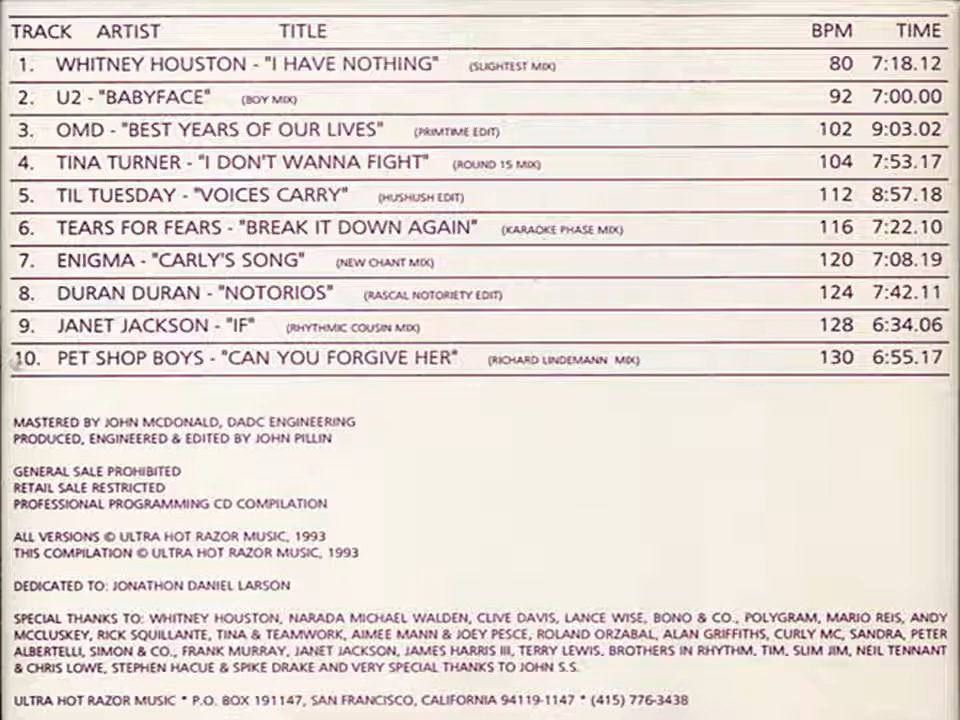 TRACK ARTIST TITLE BPM TIME
1. WHITNEY HOUSTON - "I HAVE NOTHING" (SLIGHTEST MIX) 80 7:18.12
2. U2 - "BABYFACE" (BOY MIX) 92 7:00.00
3. OMD - "BEST YEARS OF OUR LIVES" (PRIMTIME EDIT) 102 9:03.02
4. TINA TURNER - "I DON'T WANNA FIGHT" (ROUND 15 MIX) 104 7:53.17
5. TIL TUESDAY - "VOICES CARRY" (HUSHUSH EDIT) 112 8:57.18
6. TEARS FOR FEARS - "BREAK IT DOWN AGAIN" (KARAOKE PHASE MIX) 116 7:22.10
7. ENIGMA - "CARLY'S SONG" (NEW CHANT MIX) 120 7:08.19
8. DURAN DURAN - "NOTORIOS" (RASCAL NOTORIETY EDIT) 124 7:42.11
9. JANET JACKSON - "IF" (RHYTHMIC COUSIN MIX) 128 6:34.06
10. PET SHOP BOYS - "CAN YOU FORGIVE HER" (RICHARD LINDEMANN MIX) 130 6:55.17
MASTERED BY JOHN MCDONALD, DADC ENGINEERING
PRODUCED, ENGINEERED & EDITED BY JOHN PILLIN
GENERAL SALE PROHIBITED
RETAIL SALE RESTRICTED
PROFESSIONAL PROGRAMMING CD COMPILATION
ALL VERSIONS © ULTRA HOT RAZOR MUSIC, 1993
THIS COMPILATION © ULTRA HOT RAZOR MUSIC, 1993
DEDICATED TO: JONATHON DANIEL LARSON
SPECIAL THANKS TO: WHITNEY HOUSTON, NARADA MICHAEL WALDEN, CLIVE DAVIS, LANCE WISE, BONO & CO., POLYGRAM, MARIO REIS, ANDY
MCCLUSKEY, RICK SQUILLANTE, TINA & TEAMWORK, AIMEE MANN & JOEY PESCE, ROLAND ORZABAL, ALAN GRIFFITHS, CURLY MC, SANDRA, PETER
ALBERTELLI, SIMON & CO., FRANK MURRAY, JANET JACKSON, JAMES HARRIS III, TERRY LEWIS, BROTHERS IN RHYTHM, TIM, SLIM JIM, NEIL TENNANT
& CHRIS LOWE, STEPHEN HACUE & SPIKE DRAKE AND VERY SPECIAL THANKS TO JOHN S.S.
ULTRA HOT RAZOR MUSIC * P.O. BOX 191147, SAN FRANCISCO, CALIFORNIA 94119-1147 * (415) 776-3438